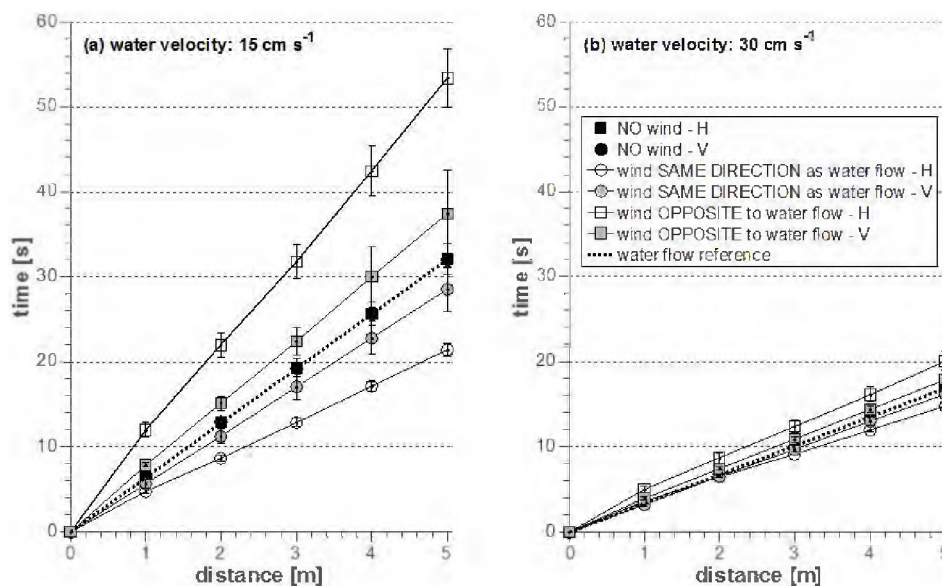 60
50
40
30
20
10
0
time [s]
(a) water velocity: 15 cm s⁻¹
0 1 2 3 4 5
distance [m]
60
50
40
30
20
10
0
time [s]
(b) water velocity: 30 cm s⁻¹
NO wind - H
NO wind - V
wind SAME DIRECTION as water flow - H
wind SAME DIRECTION as water flow - V
wind OPPOSITE to water flow - H
wind OPPOSITE to water flow - V
water flow reference
0 1 2 3 4 5
distance [m]